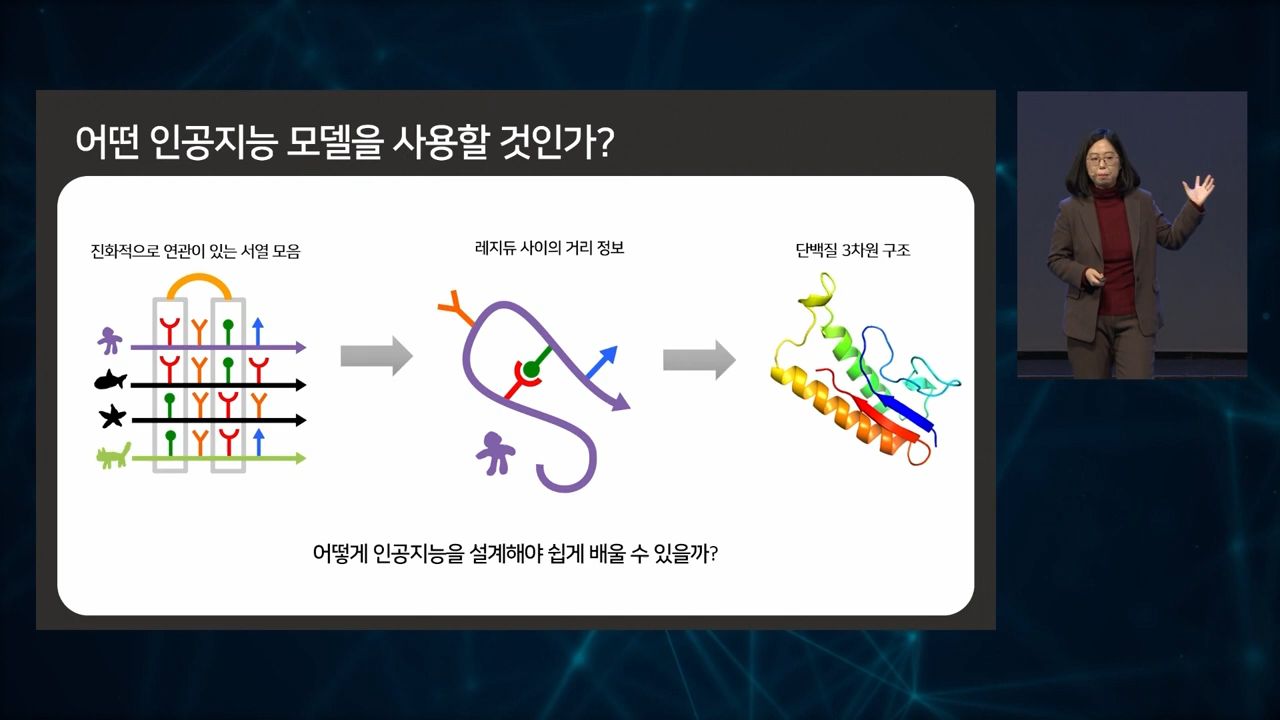 어떤 인공지능 모델을 사용할 것인가?
진화적으로 연관이 있는 서열 모음
레지듀 사이의 거리 정보
단백질 3차원 구조
어떻게 인공지능을 설계해야 쉽게 배울 수 있을까?